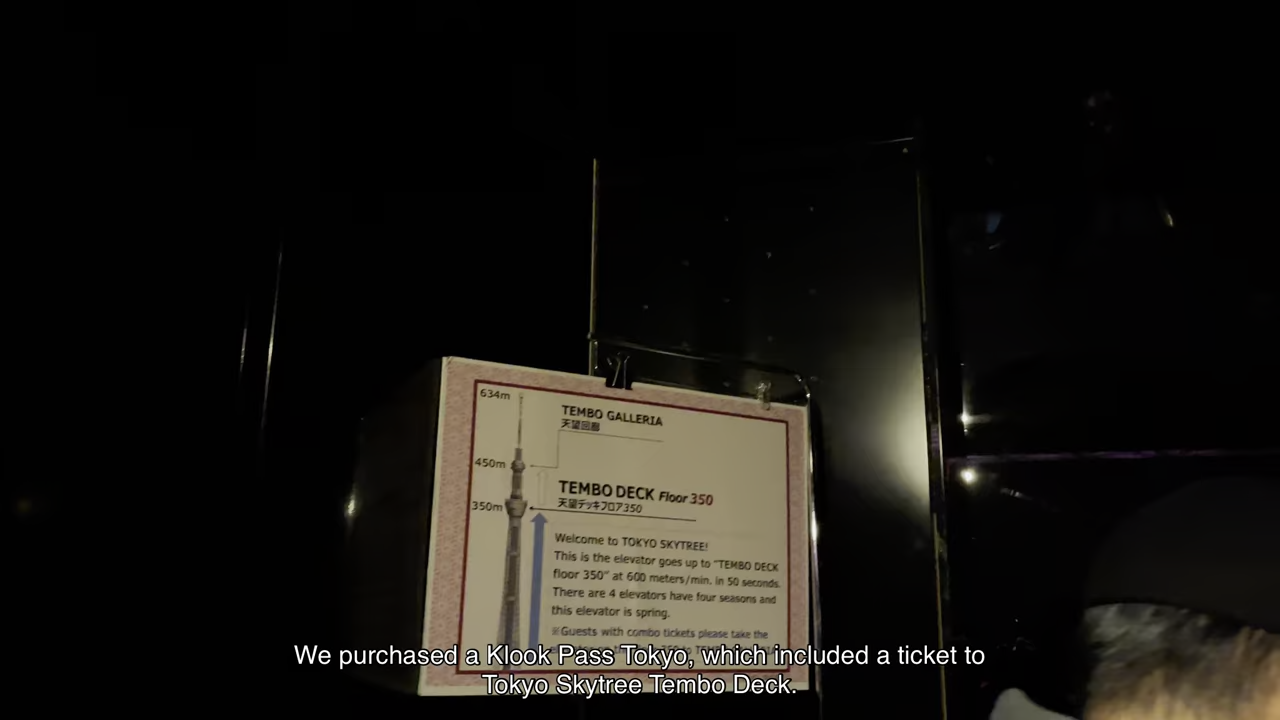 634m
TEMBO GALLERIA
天望回廊
450m
TEMBO DECK Floor 350
350m
天望デッキフロア350
Welcome to TOKYO SKYTREE!
This is the elevator goes up to "TEMBO DECK
floor 350" at 600 meters/min. in 50 seconds.
There are 4 elevators have four seasons and
this elevator is spring.
※Guests with combo tickets please take the
We purchased a Klook Pass Tokyo, which included a ticket to
Tokyo Skytree Tembo Deck.